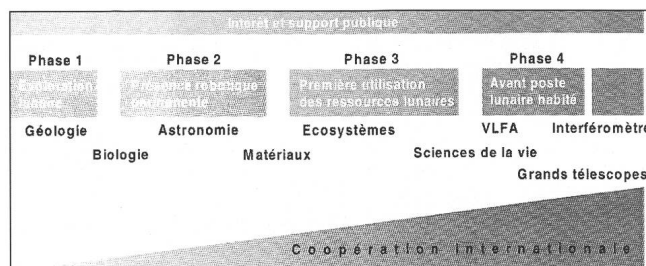 Intérêt et support publique
Phase 1 Phase 2 Phase 3 Phase 4
Exploration Présence robotique Première utilisation Avant poste
lunaire permanente des ressources lunaires lunaire habité
Géologie Astronomie Ecosystèmes VLFA Interféromètre
Biologie Matériaux Sciences de la vie
Grands télescopes
Coopération internationale